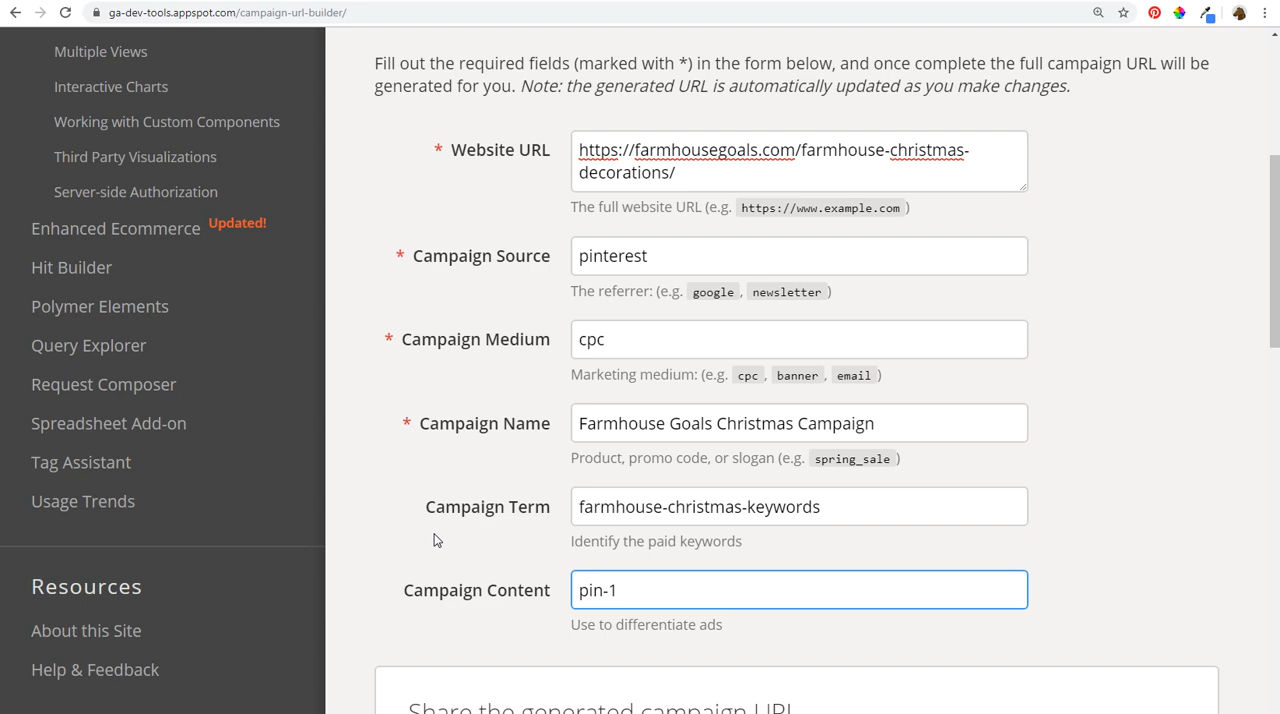 ga-dev-tools.appspot.com/campaign-url-builder/
Multiple Views
Interactive Charts
Working with Custom Components
Third Party Visualizations
Server-side Authorization
Enhanced Ecommerce Updated!
Hit Builder
Polymer Elements
Query Explorer
Request Composer
Spreadsheet Add-on
Tag Assistant
Usage Trends
Resources
About this Site
Help & Feedback
Fill out the required fields (marked with *) in the form below, and once complete the full campaign URL will be
generated for you. Note: the generated URL is automatically updated as you make changes.
* Website URL
https://farmhousegoals.com/farmhouse-christmas-
decorations/
The full website URL (e.g. https://www.example.com )
* Campaign Source
pinterest
The referrer: (e.g. google , newsletter )
* Campaign Medium
cpc
Marketing medium: (e.g. cpc , banner , email )
* Campaign Name
Farmhouse Goals Christmas Campaign
Product, promo code, or slogan (e.g. spring_sale )
Campaign Term
farmhouse-christmas-keywords
Identify the paid keywords
Campaign Content
pin-1
Use to differentiate ads
Share the generated campaign URL